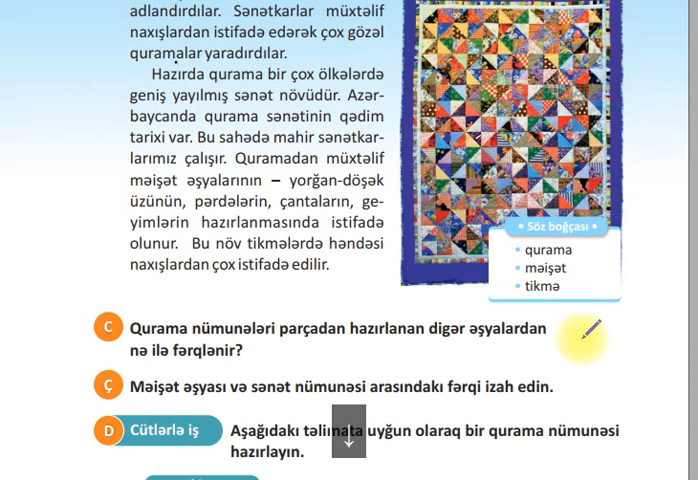 adlandırdılar. Sənətkarlar müxtəlif
naxışlardan istifadə edərək çox gözəl
quramalar yaradırdılar.
Hazırda qurama bir çox ölkələrdə
geniş yayılmış sənət növüdür. Azər-
baycanda qurama sənətinin qədim
tarixi var. Bu sahədə mahir sənətkar-
larımız çalışır. Quramadan müxtəlif
məişət əşyalarının – yorğan-döşək
üzünün, pərdələrin, çantaların, ge-
yimlərin hazırlanmasında istifadə
olunur. Bu növ tikmələrdə həndəsi
naxışlardan çox istifadə edilir.
• Söz boğçası •
• qurama
• məişət
• tikmə
C Qurama nümunələri parçadan hazırlanan digər əşyalardan
nə ilə fərqlənir?
Ç Məişət əşyası və sənət nümunəsi arasındakı fərqi izah edin.
D Cütlərlə iş Aşağıdakı təlimata uyğun olaraq bir qurama nümunəsi
hazırlayın.